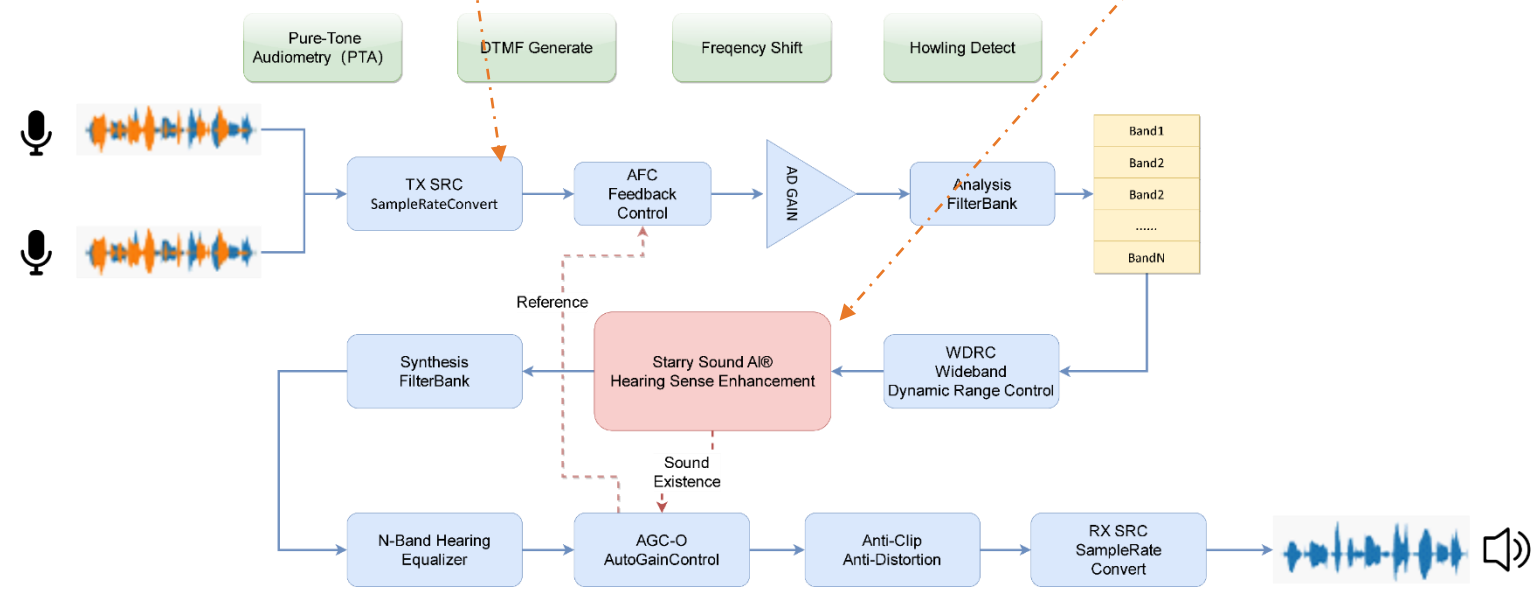 Pure-Tone
Audiometry（PTA）
DTMF Generate
Freqency Shift
Howling Detect
TX SRC
SampleRateConvert
AFC
Feedback
Control
AD GAIN
Analysis
FilterBank
Band1
Band2
Band2
......
BandN
Reference
Synthesis
FilterBank
Starry Sound AI®
Hearing Sense Enhancement
WDRC
Wideband
Dynamic Range Control
Sound
Existence
N-Band Hearing
Equalizer
AGC-O
AutoGainControl
Anti-Clip
Anti-Distortion
RX SRC
SampleRate
Convert